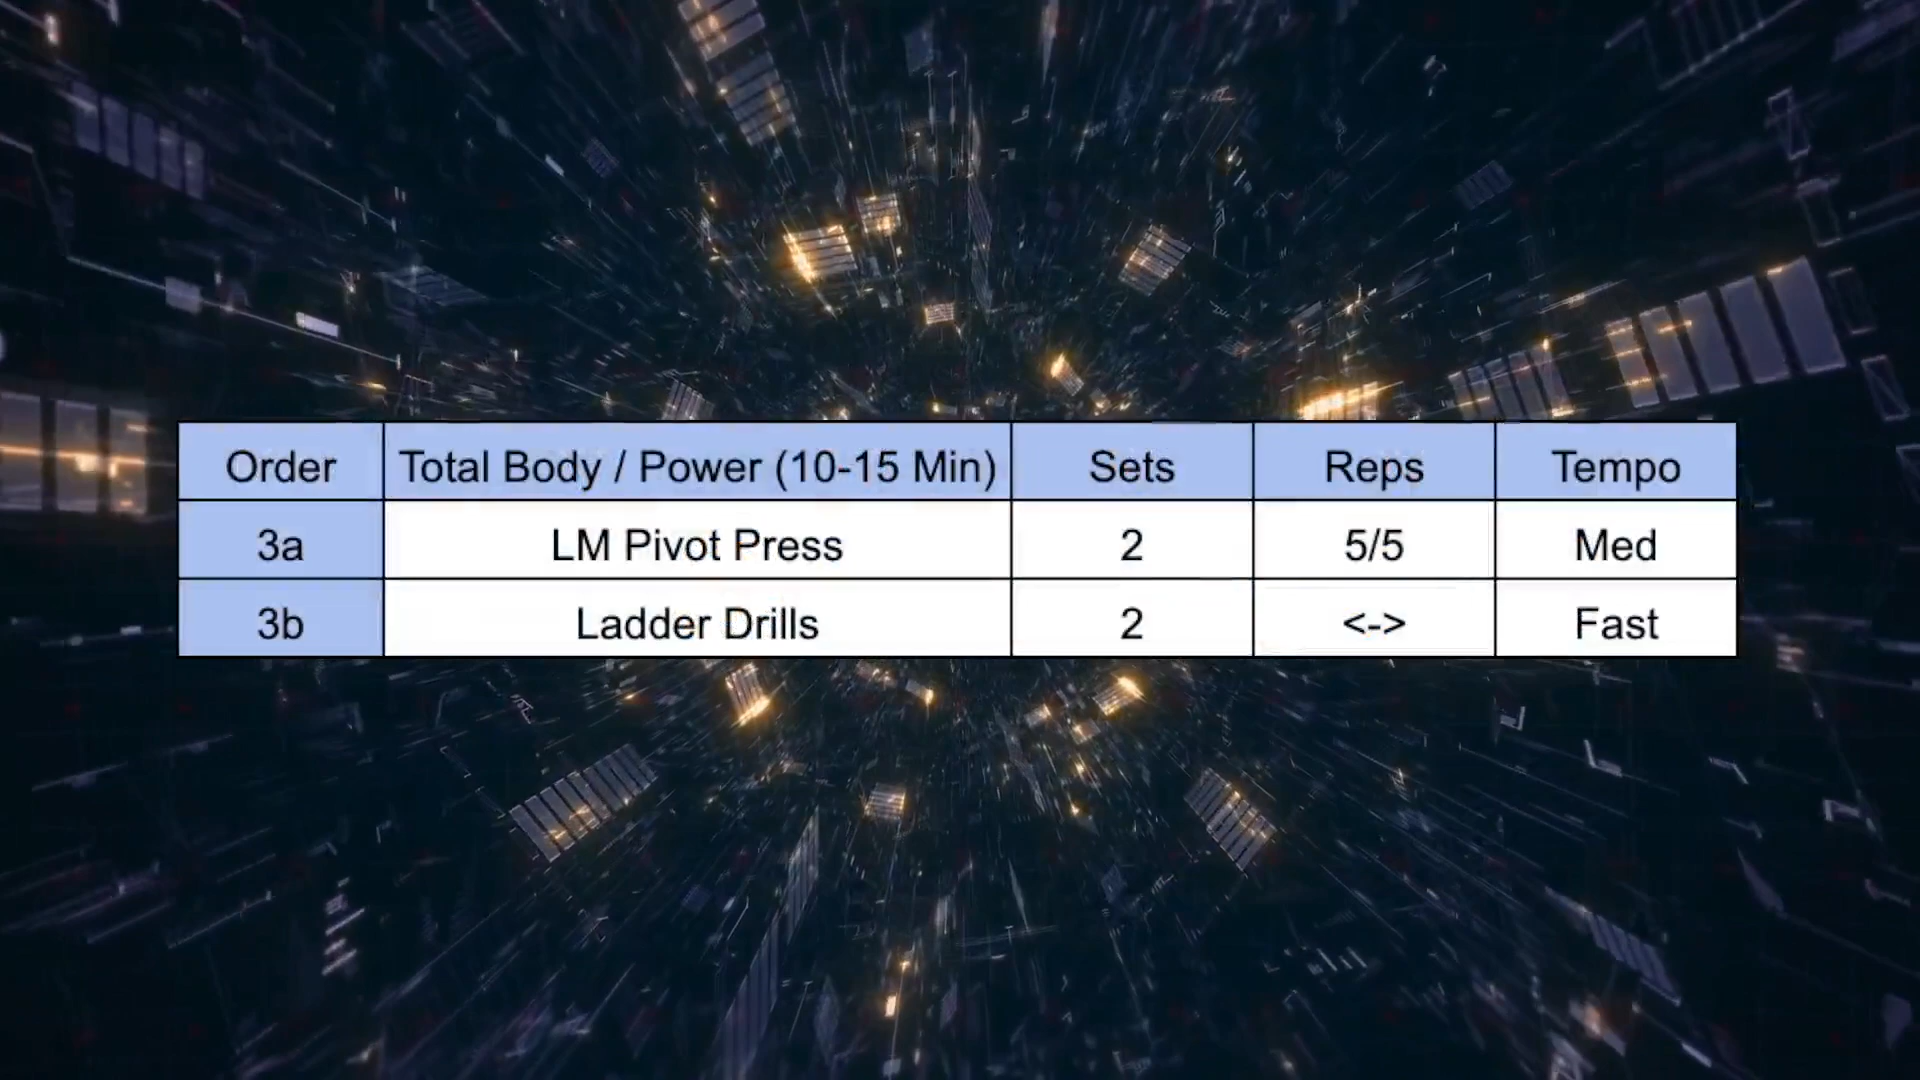 Order Total Body / Power (10-15 Min) Sets Reps Tempo
3a LM Pivot Press 2 5/5 Med
3b Ladder Drills 2 <-> Fast